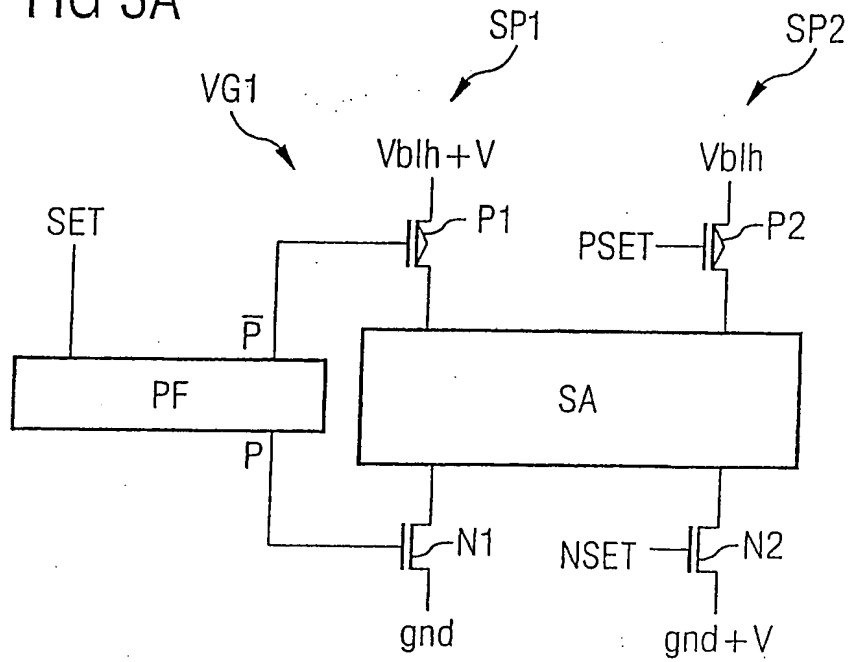 FIG 3A
SP1
SP2
VG1
Vblh+V
Vblh
SET
P1
PSET
P2
P̅
PF
SA
P
N1
NSET
N2
gnd
gnd+V